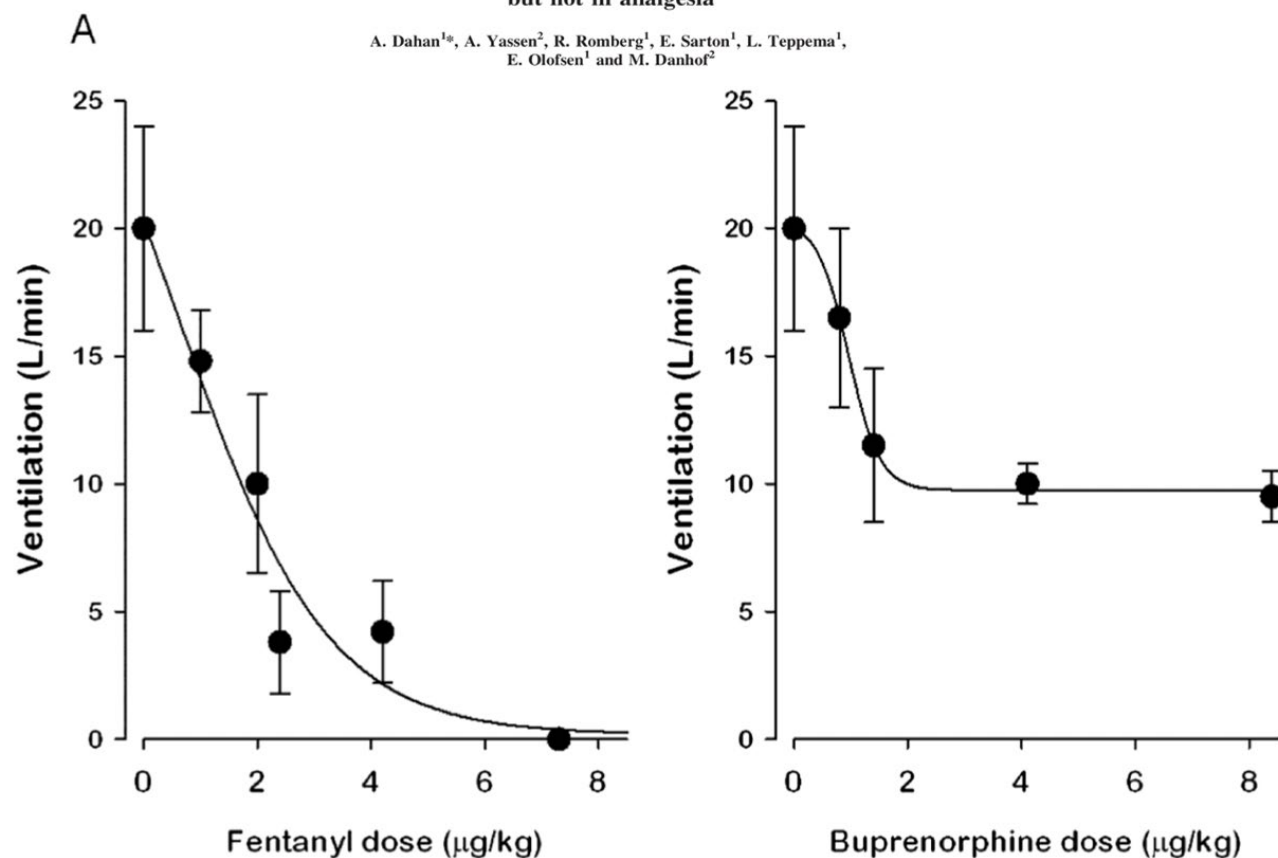 but not in analgesia
A
A. Dahan¹*, A. Yassen², R. Romberg¹, E. Sarton¹, L. Teppema¹,
E. Olofsen¹ and M. Danhof²
25
20
15
10
5
0
Ventilation (L/min)
0 2 4 6 8
Fentanyl dose (μg/kg)
25
20
15
10
5
0
Ventilation (L/min)
0 2 4 6 8
Buprenorphine dose (μg/kg)